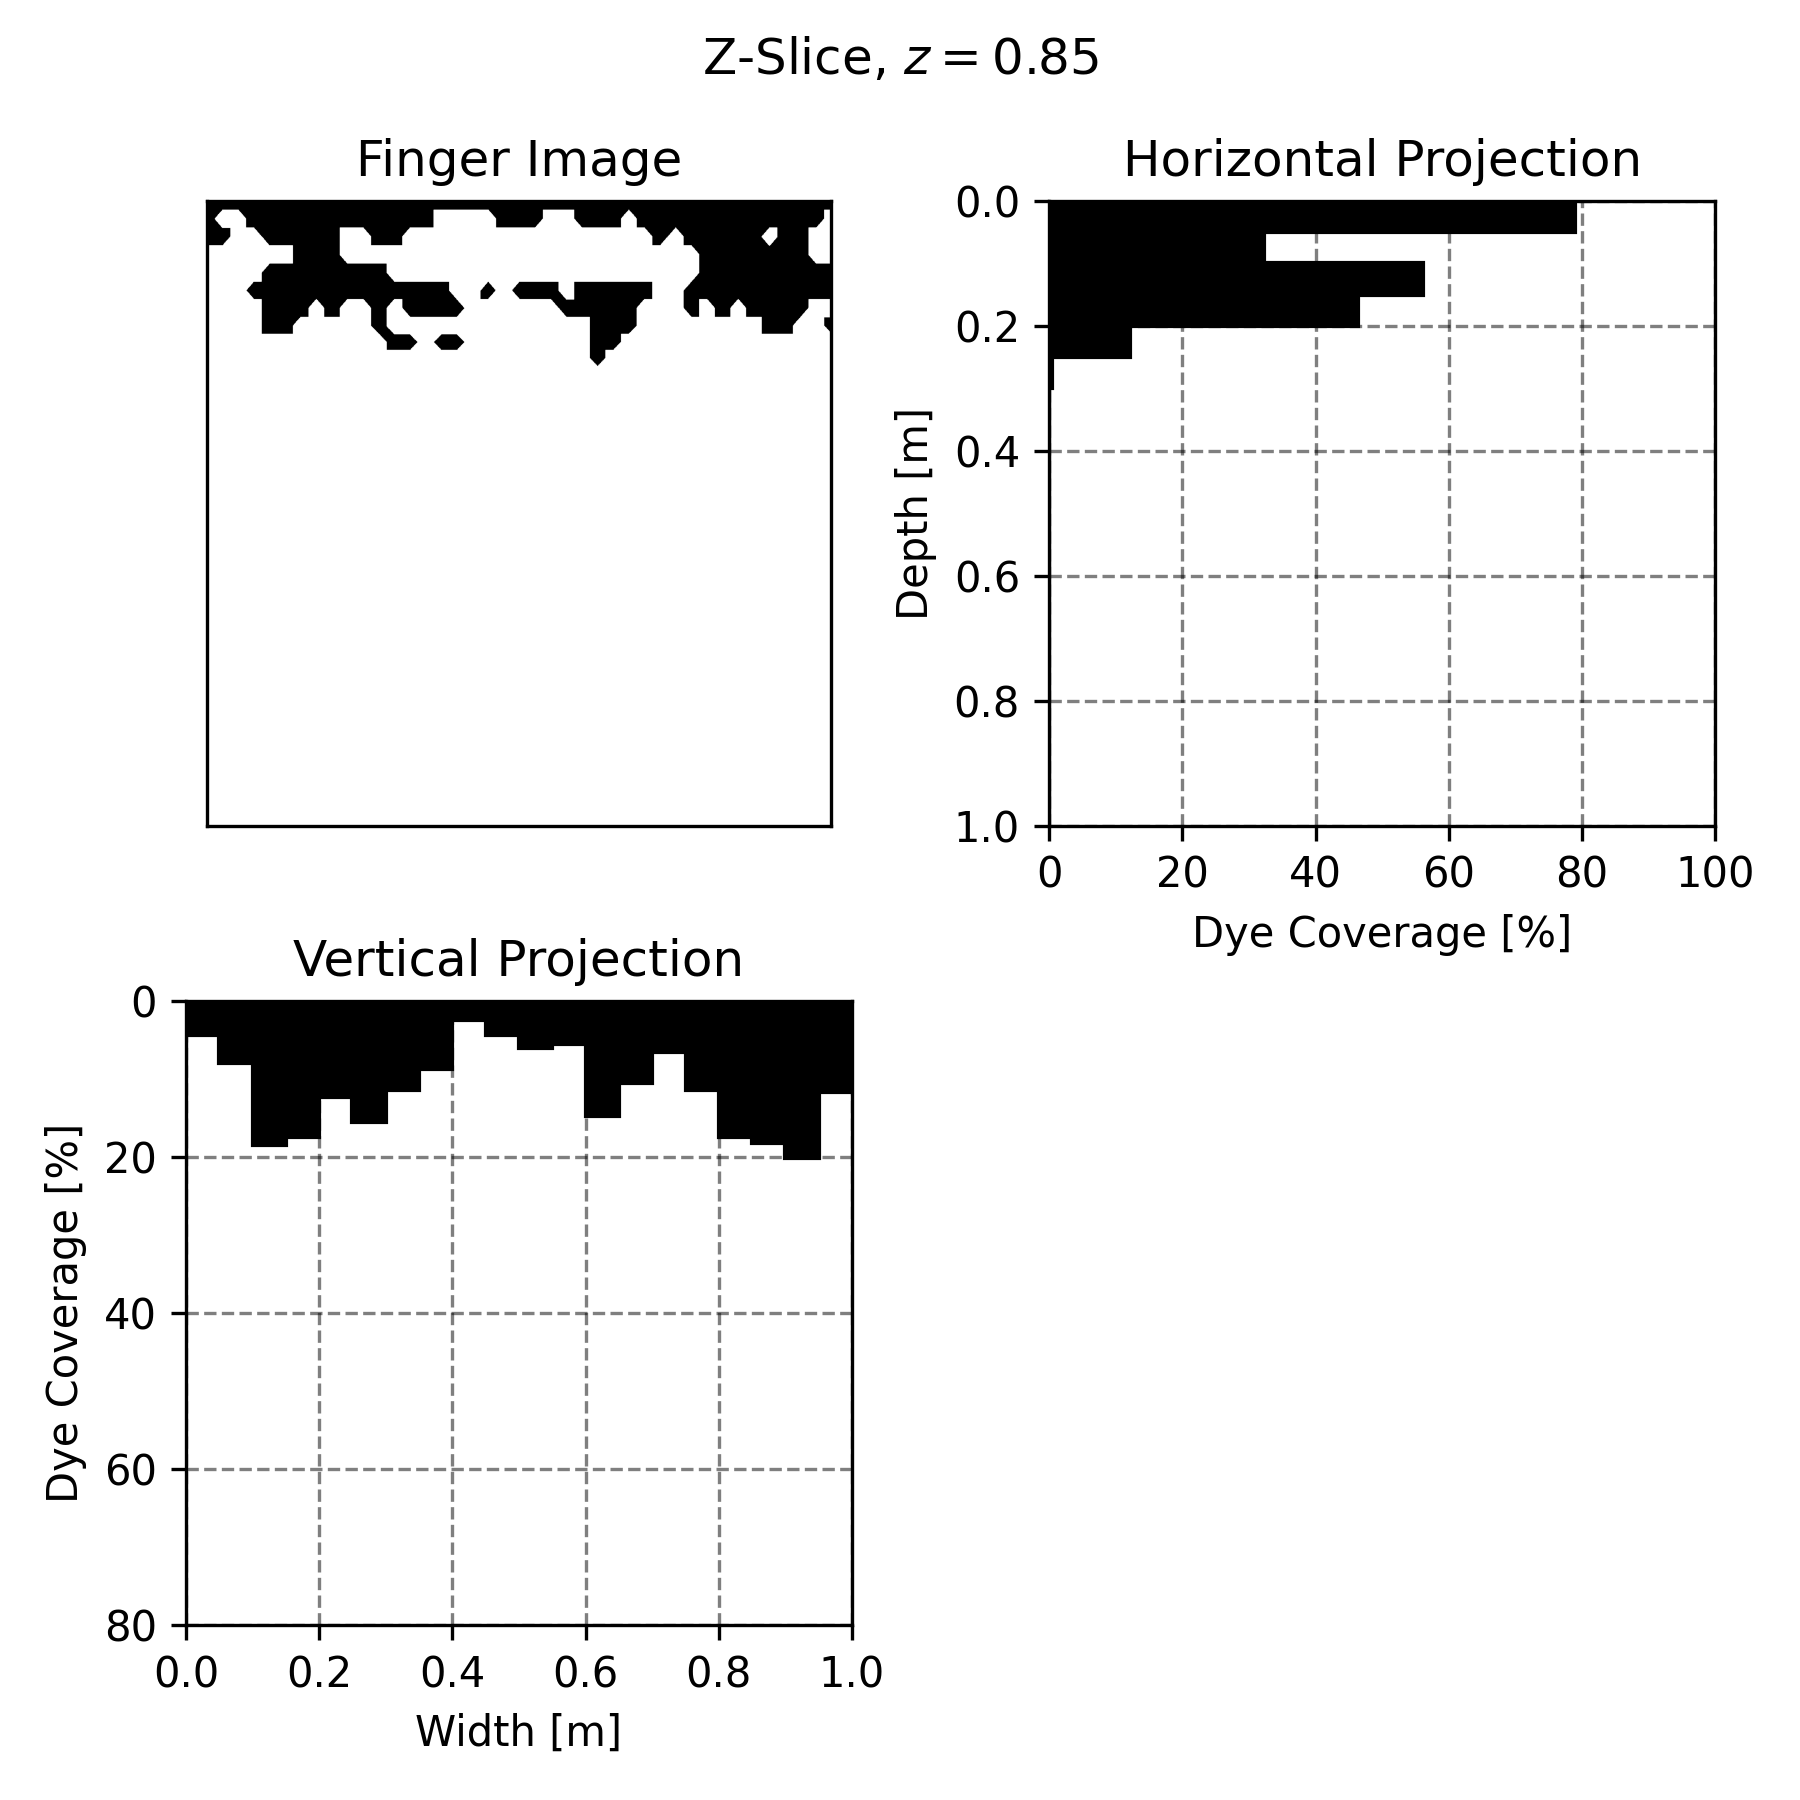 Z-Slice, z = 0.85
Finger Image
Horizontal Projection
0.0
0.2
0.4
0.6
0.8
1.0
Depth [m]
0 20 40 60 80 100
Dye Coverage [%]
Vertical Projection
0
20
40
60
80
Dye Coverage [%]
0.0 0.2 0.4 0.6 0.8 1.0
Width [m]